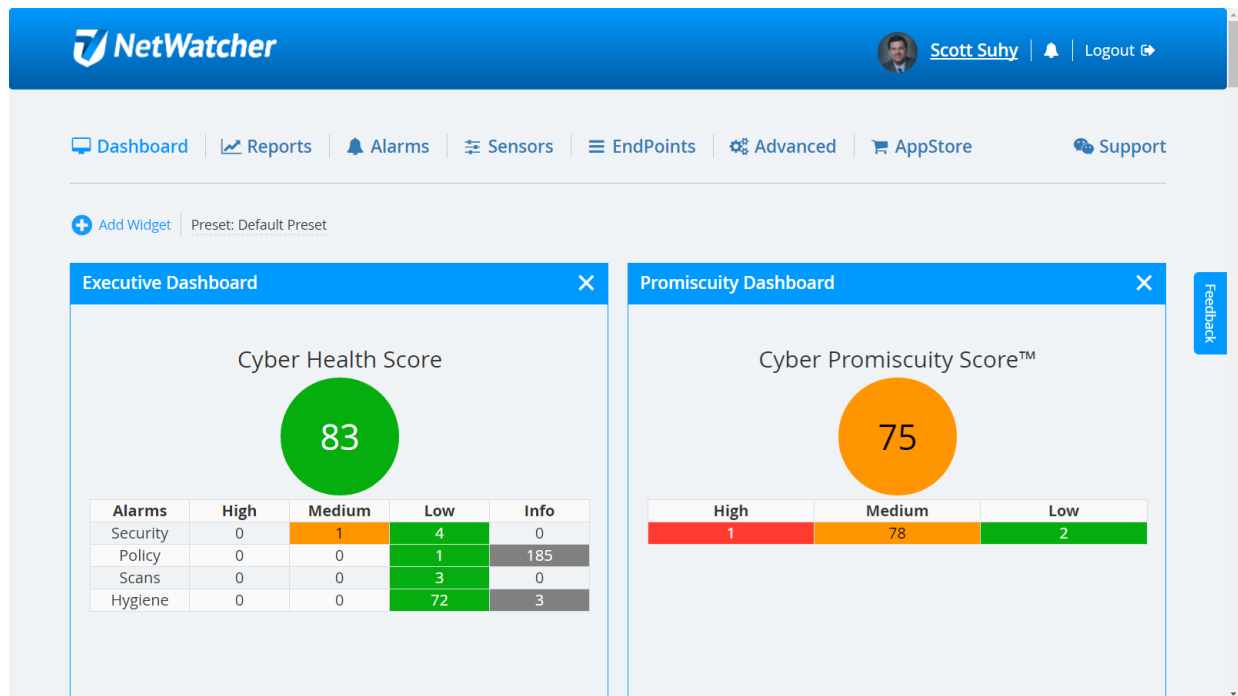 NetWatcher
Scott Suhy
Logout
Dashboard Reports Alarms Sensors EndPoints Advanced AppStore Support
Add Widget Preset: Default Preset
Executive Dashboard
Cyber Health Score
83
Alarms High Medium Low Info
Security 0 1 4 0
Policy 0 0 1 185
Scans 0 0 3 0
Hygiene 0 0 72 3
Promiscuity Dashboard
Cyber Promiscuity Score™
75
High Medium Low
1 78 2
Feedback